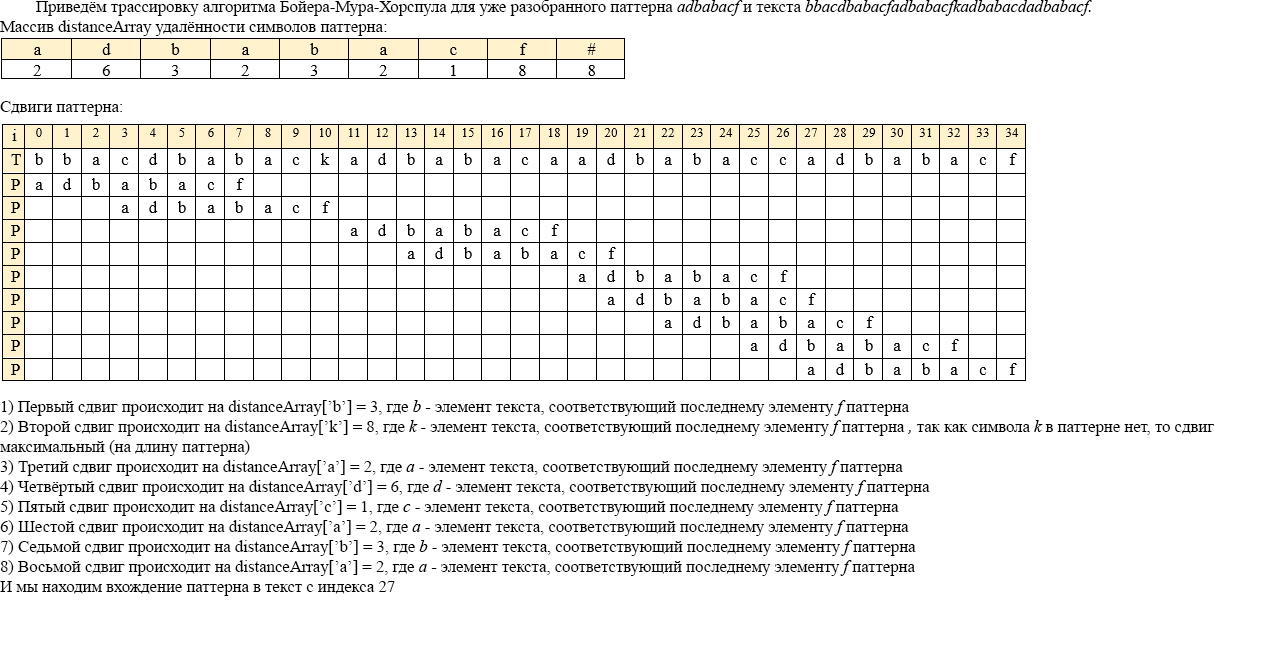 Приведём трассировку алгоритма Бойера-Мура-Хорспула для уже разобранного паттерна adbabacf и текста bbacdbabacfadbabacfkadbabacdadbabacf.
Массив distanceArray удалённости символов паттерна:
a d b a b a c f #
2 6 3 2 3 2 1 8 8
Сдвиги паттерна:
i 0 1 2 3 4 5 6 7 8 9 10 11 12 13 14 15 16 17 18 19 20 21 22 23 24 25 26 27 28 29 30 31 32 33 34
T b b a c d b a b a c k a d b a b a c a a d b a b a c c a d b a b a c f
P a d b a b a c f
P a d b a b a c f
P a d b a b a c f
P a d b a b a c f
P a d b a b a c f
P a d b a b a c f
P a d b a b a c f
P a d b a b a c f
P a d b a b a c f
1) Первый сдвиг происходит на distanceArray[’b’] = 3, где b - элемент текста, соответствующий последнему элементу f паттерна
2) Второй сдвиг происходит на distanceArray[’k’] = 8, где k - элемент текста, соответствующий последнему элементу f паттерна , так как символа k в паттерне нет, то сдвиг
максимальный (на длину паттерна)
3) Третий сдвиг происходит на distanceArray[’a’] = 2, где a - элемент текста, соответствующий последнему элементу f паттерна
4) Четвёртый сдвиг происходит на distanceArray[’d’] = 6, где d - элемент текста, соответствующий последнему элементу f паттерна
5) Пятый сдвиг происходит на distanceArray[’c’] = 1, где c - элемент текста, соответствующий последнему элементу f паттерна
6) Шестой сдвиг происходит на distanceArray[’a’] = 2, где a - элемент текста, соответствующий последнему элементу f паттерна
7) Седьмой сдвиг происходит на distanceArray[’b’] = 3, где b - элемент текста, соответствующий последнему элементу f паттерна
8) Восьмой сдвиг происходит на distanceArray[’a’] = 2, где a - элемент текста, соответствующий последнему элементу f паттерна
И мы находим вхождение паттерна в текст с индекса 27